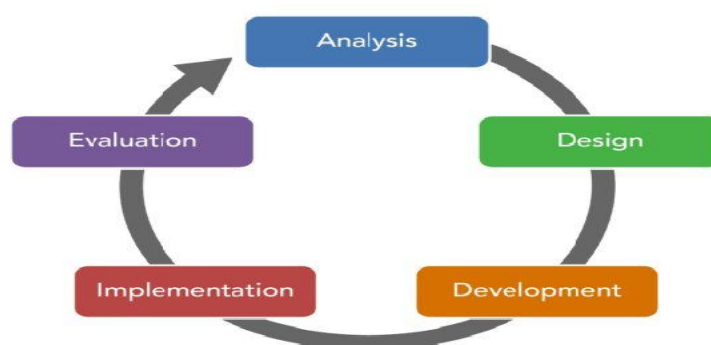 Analysis
Design
Development
Implementation
Evaluation